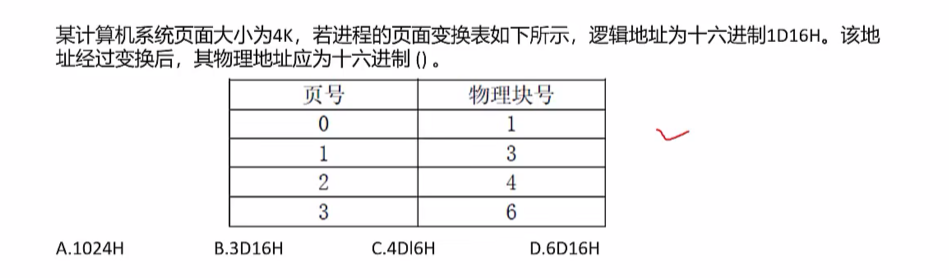 某计算机系统页面大小为4K，若进程的页面变换表如下所示，逻辑地址为十六进制1D16H。该地
址经过变换后，其物理地址应为十六进制 () 。
页号 物理块号
0 1
1 3
2 4
3 6
A.1024H B.3D16H C.4Dl6H D.6D16H